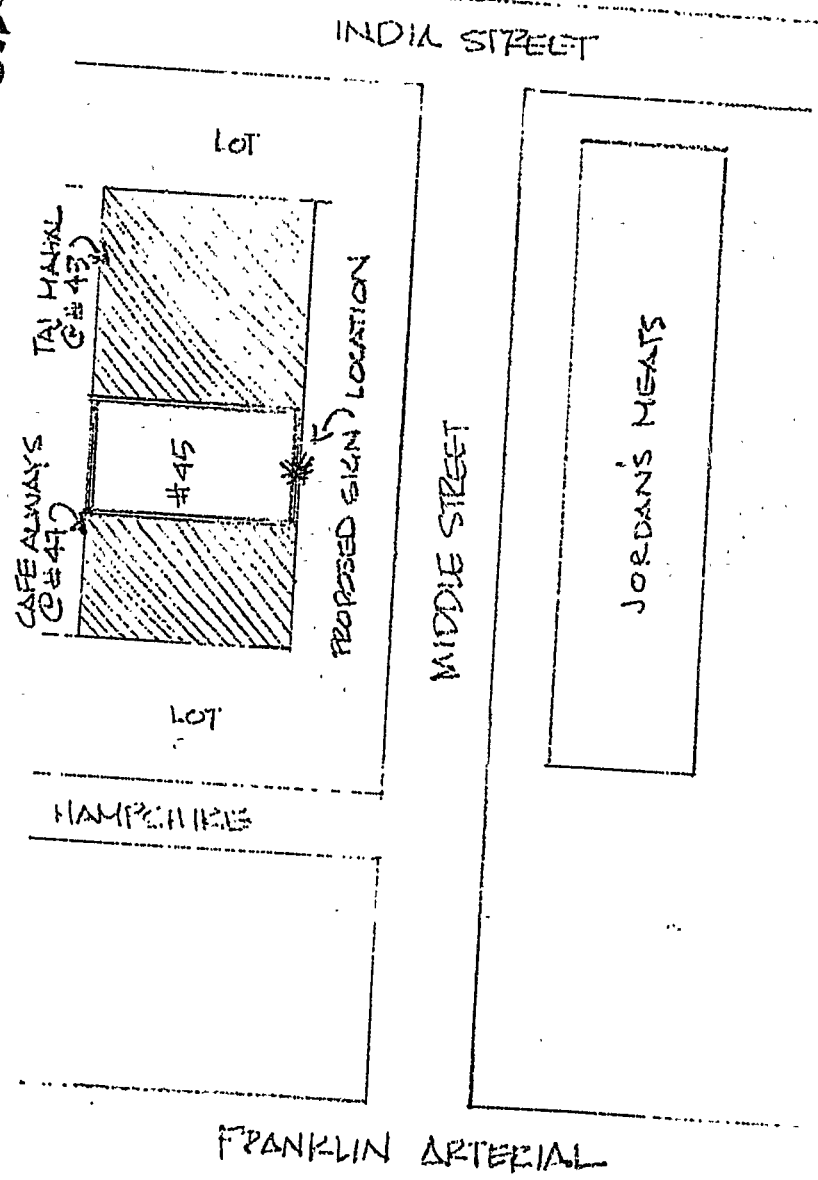 INDIA STREET
LOT
TAJ MAHAL
@ # 43
CAFE ALWAYS
@ # 47
#45
PROPOSED SIGN LOCATION
MIDDLE STREET
JORDAN'S MEATS
LOT
HAMPSHIRE
FRANKLIN ARTERIAL